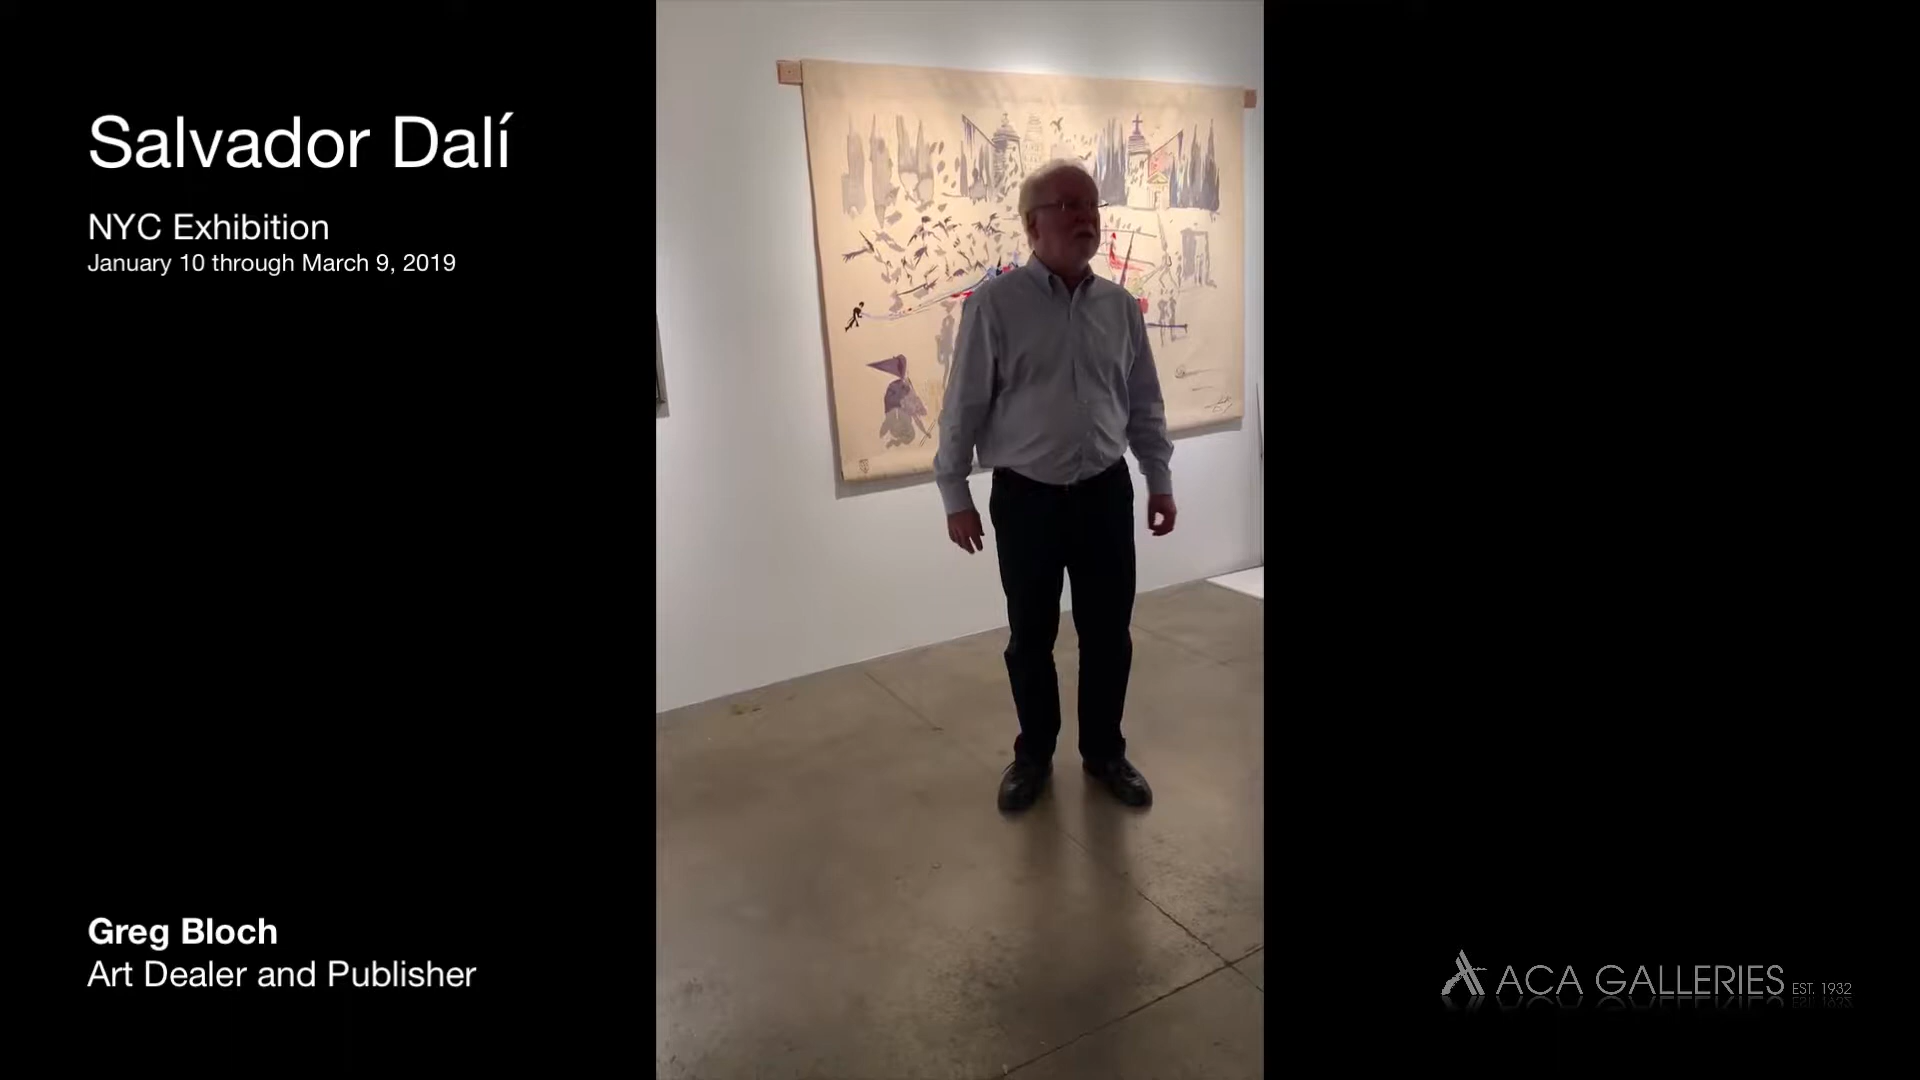 Salvador Dalí
NYC Exhibition
January 10 through March 9, 2019
Greg Bloch
Art Dealer and Publisher
ACA GALLERIES EST. 1932